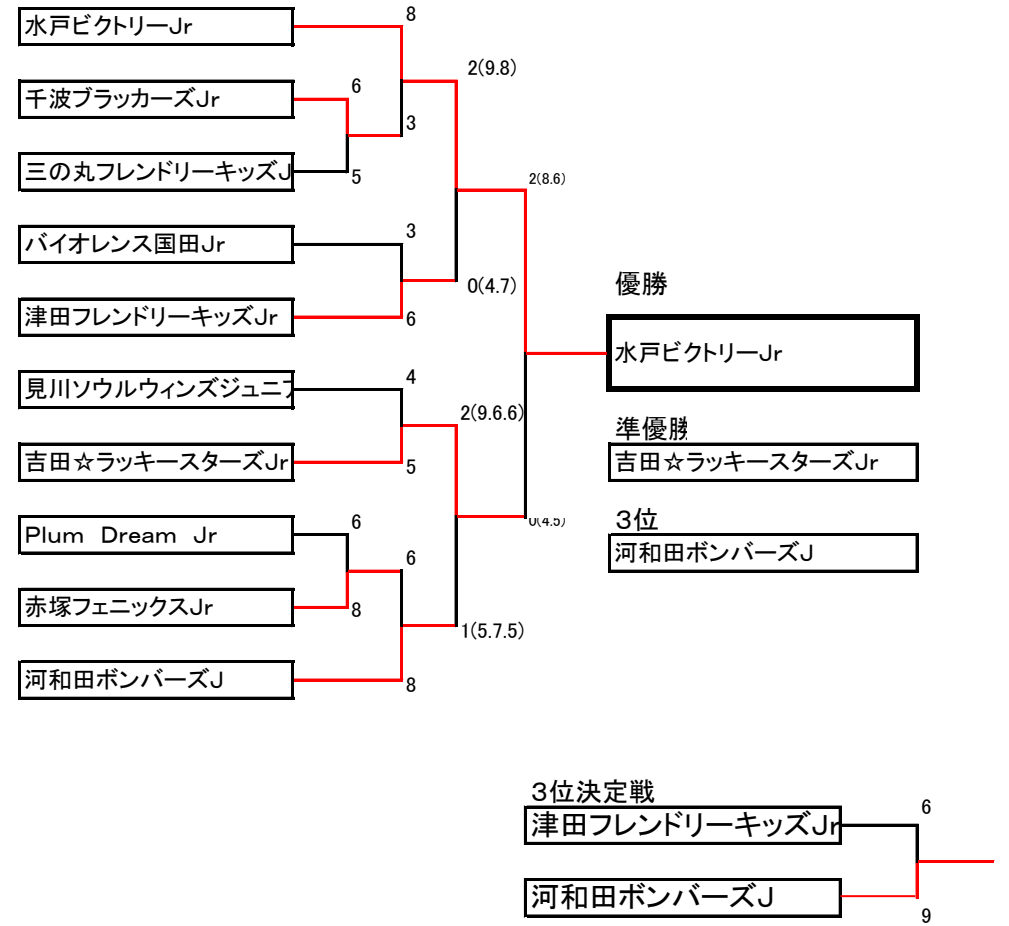 水戸ビクトリーJr
8
2(9.8)
千波ブラッカーズJr
6
3
三の丸フレンドリーキッズJ
5
2(8.6)
バイオレンス国田Jr
3
0(4.7)
津田フレンドリーキッズJr
6
優勝
水戸ビクトリーJr
見川ソウルウィンズジュニア
4
2(9.6.6)
吉田☆ラッキースターズJr
5
準優勝
吉田☆ラッキースターズJr
Plum Dream Jr
6
6
0(4.5)
3位
河和田ボンバーズJ
赤塚フェニックスJr
8
1(5.7.5)
河和田ボンバーズJ
8
3位決定戦
津田フレンドリーキッズJr
6
河和田ボンバーズJ
9